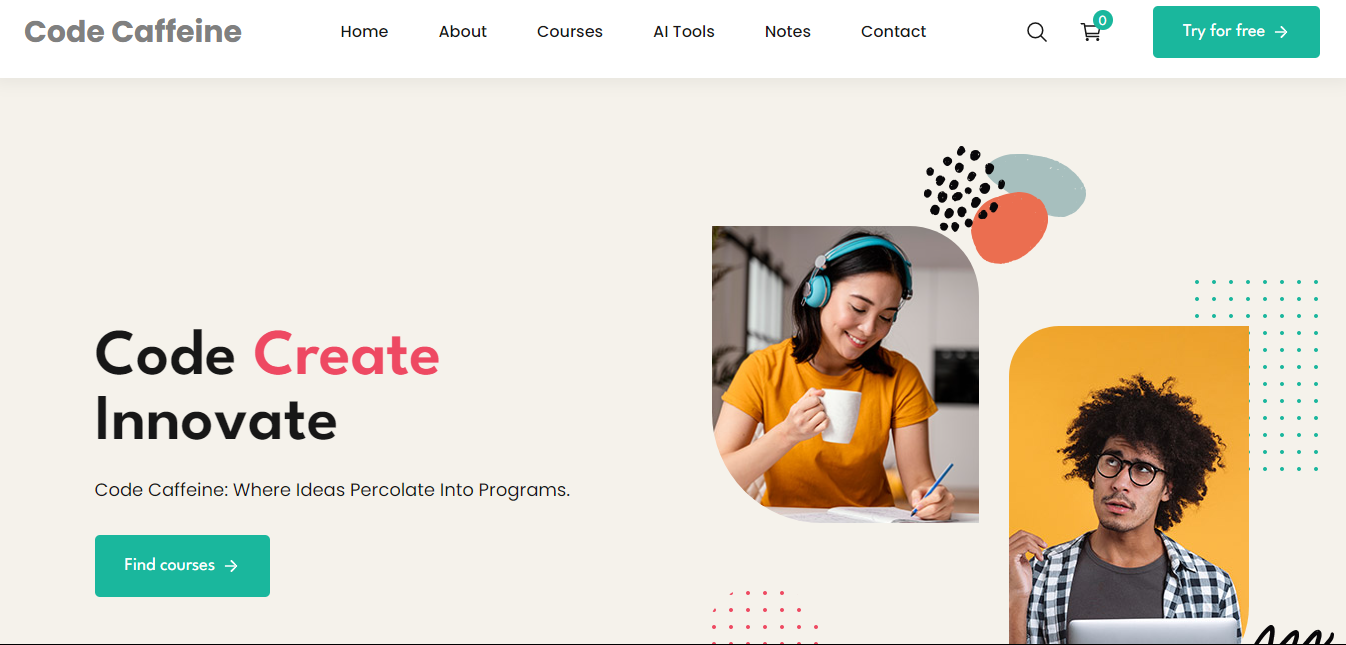 Code Caffeine
Home About Courses AI Tools Notes Contact
0
Try for free
Code Create
Innovate
Code Caffeine: Where Ideas Percolate Into Programs.
Find courses